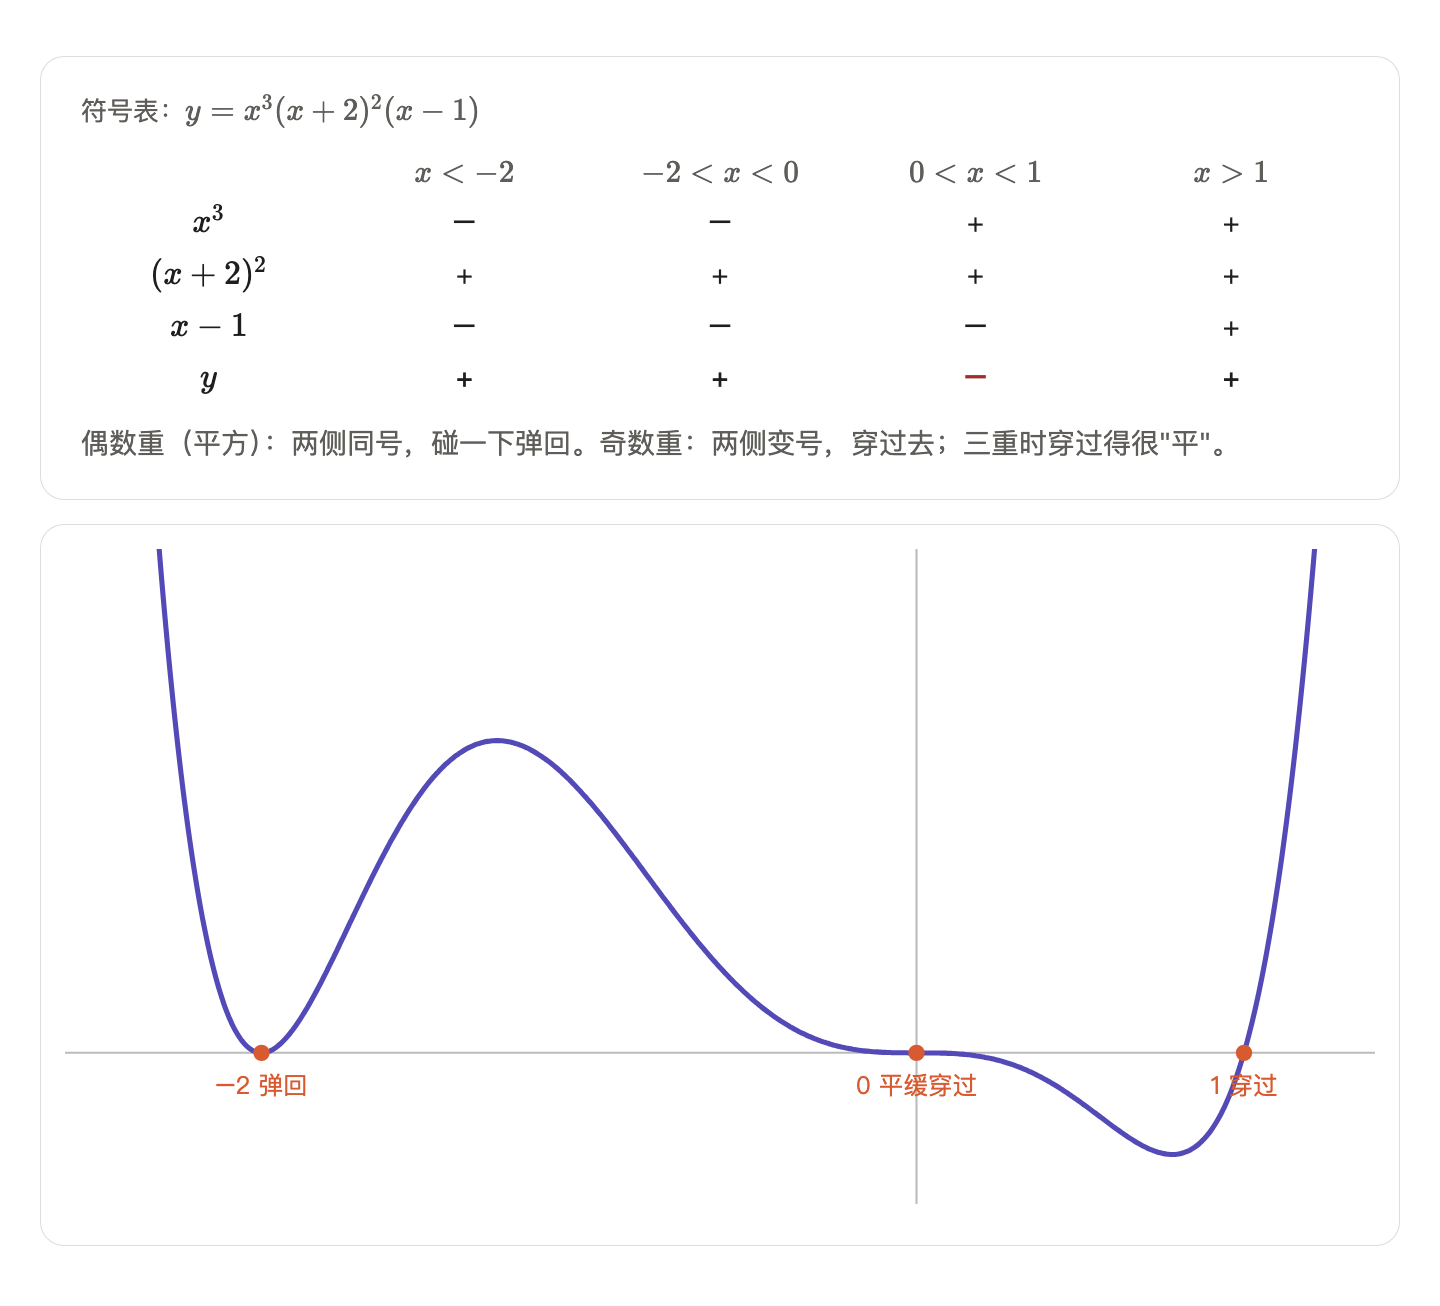 符号表：y = x³(x + 2)²(x − 1)
x < −2 −2 < x < 0 0 < x < 1 x > 1
x³ − − + +
(x + 2)² + + + +
x − 1 − − − +
y + + − +
偶数重（平方）：两侧同号，碰一下弹回。奇数重：两侧变号，穿过去；三重时穿过得很"平"。
−2 弹回 0 平缓穿过 1 穿过